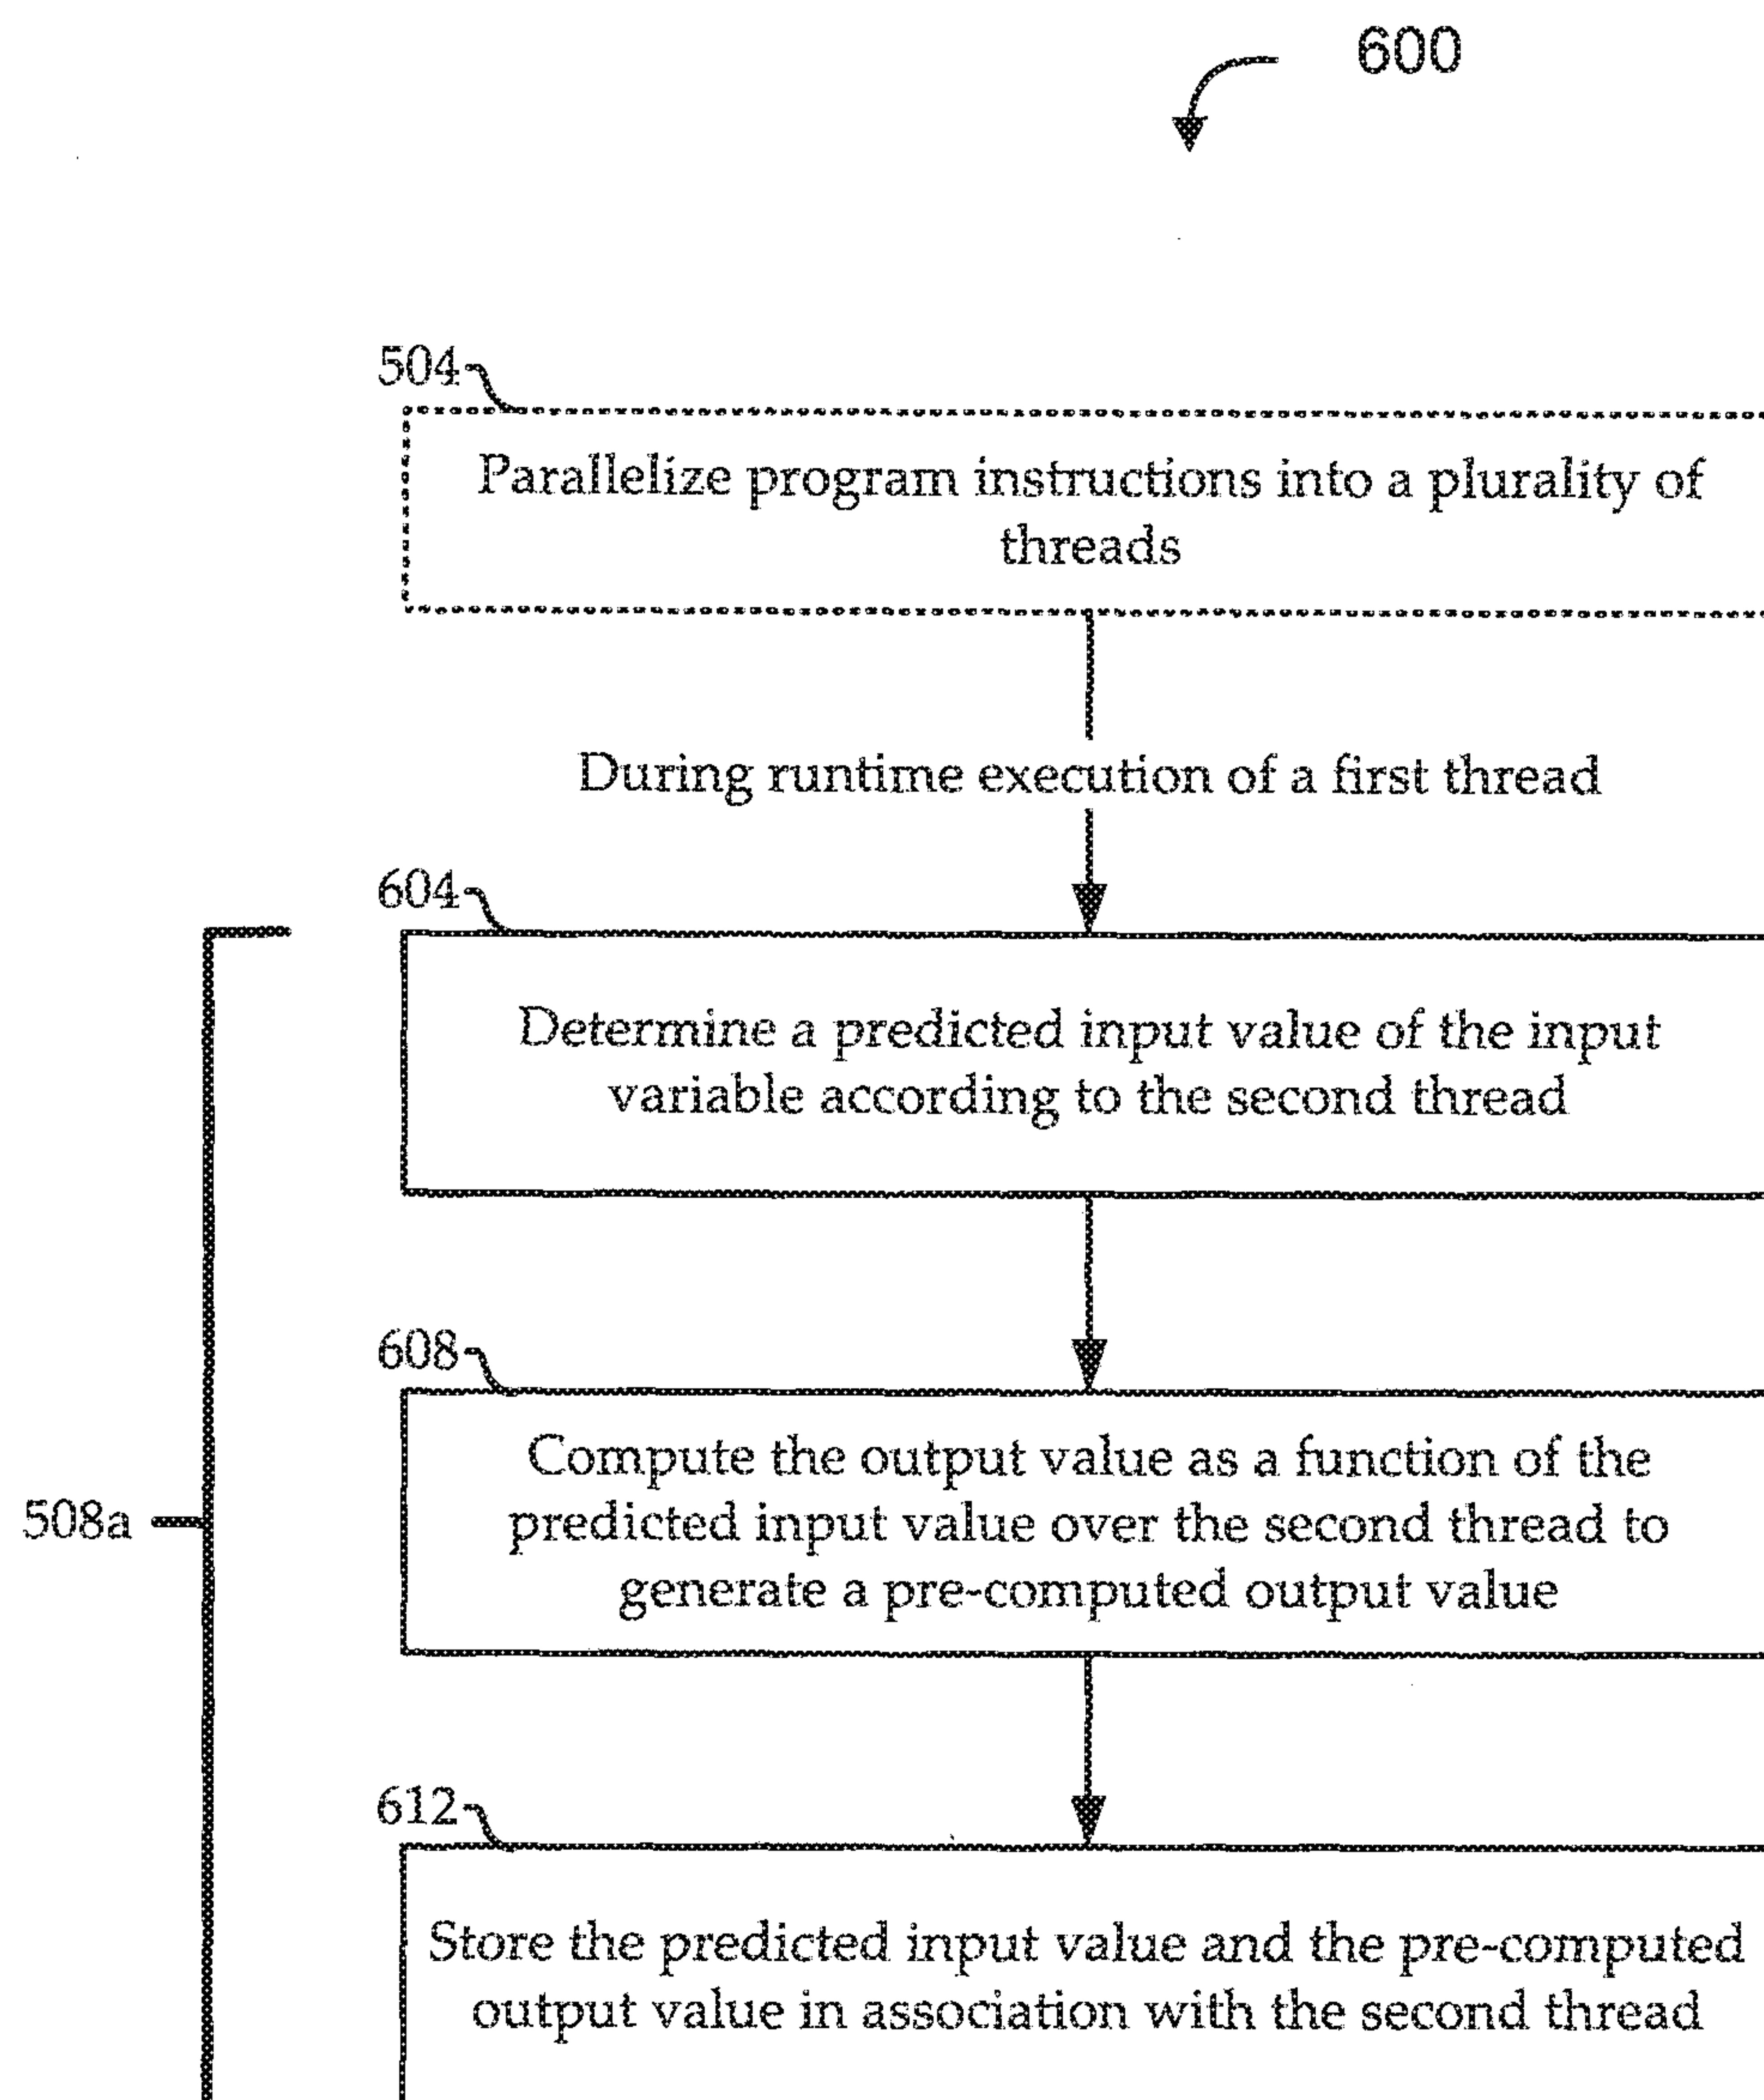 600
504
Parallelize program instructions into a plurality of
threads
During runtime execution of a first thread
604
Determine a predicted input value of the input
variable according to the second thread
608
Compute the output value as a function of the
predicted input value over the second thread to
generate a pre-computed output value
508a
612
Store the predicted input value and the pre-computed
output value in association with the second thread